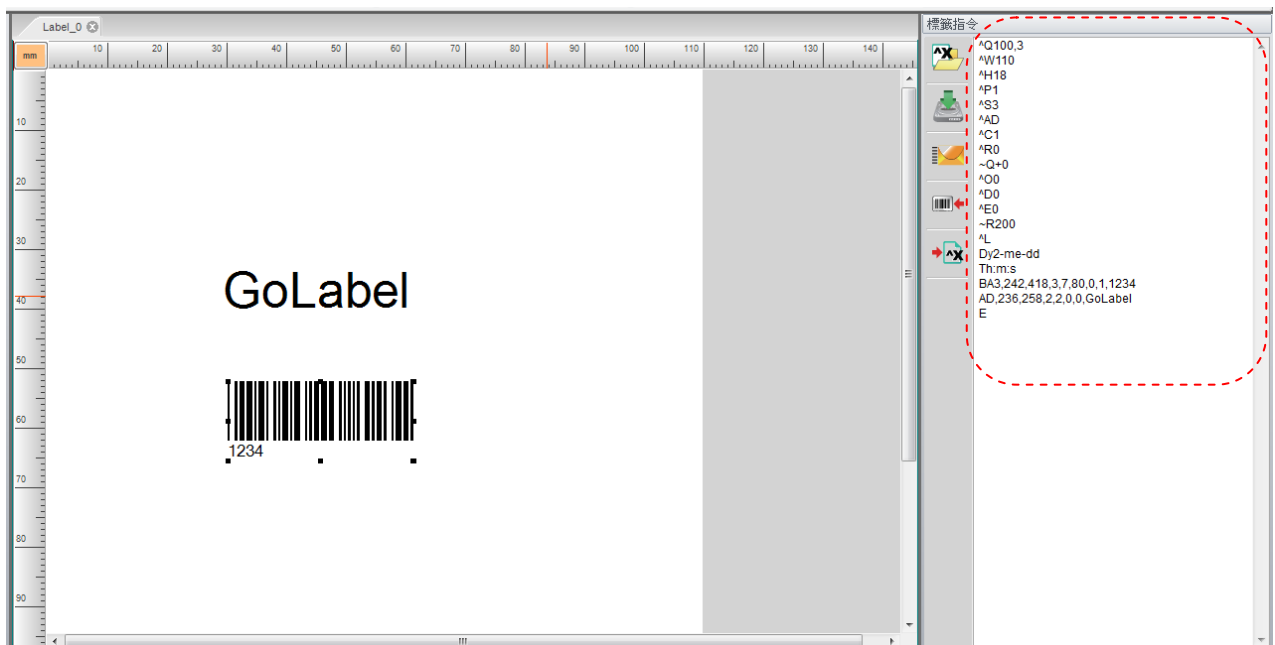 Label_0
標籤指令
mm
10 20 30 40 50 60 70 80 90 100 110 120 130 140
10
20
30
40
50
60
70
80
90
GoLabel
1234
^Q100,3
^W110
^H18
^P1
^S3
^AD
^C1
^R0
~Q+0
^O0
^D0
^E0
~R200
^L
Dy2-me-dd
Th:m:s
BA3,242,418,3,7,80,0,1,1234
AD,236,258,2,2,0,0,GoLabel
E